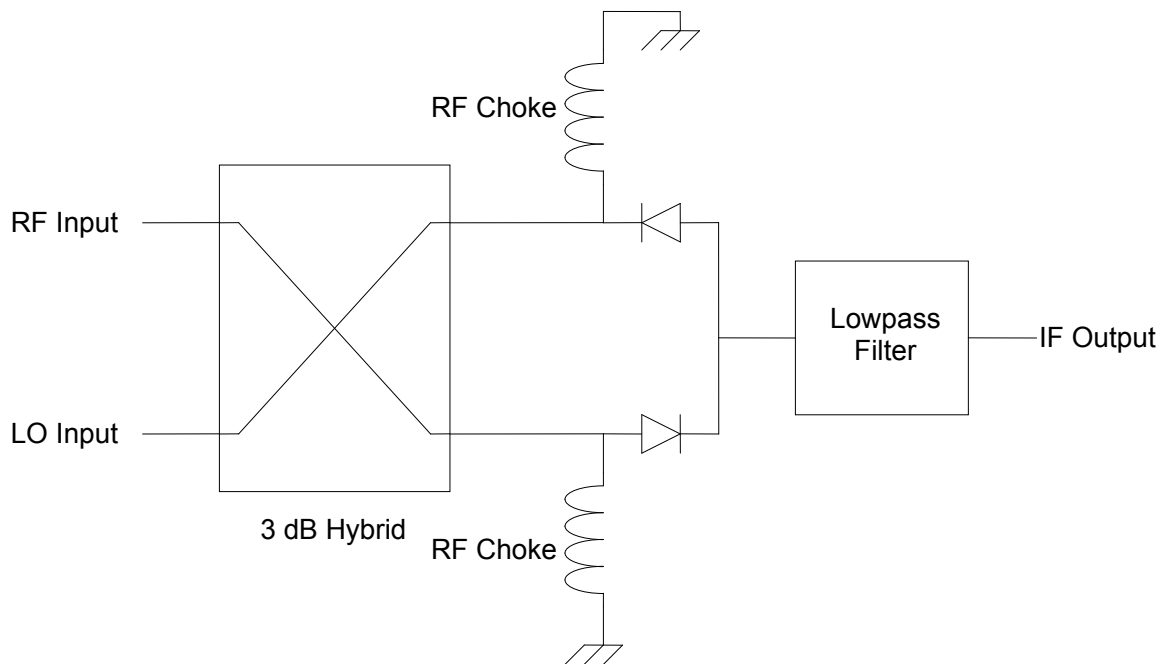 RF Choke
RF Input
Lowpass
Filter
IF Output
LO Input
3 dB Hybrid
RF Choke